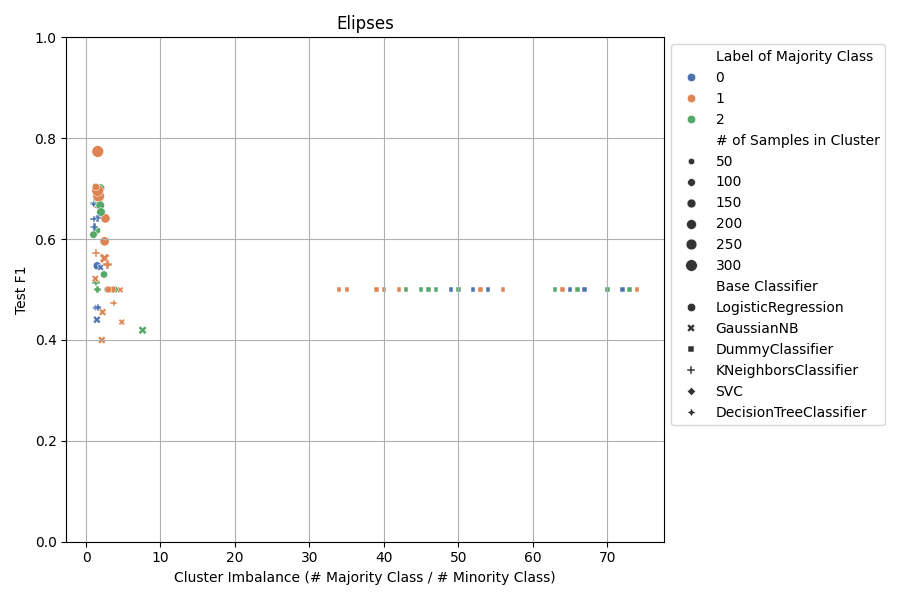 Elipses
Test F1
1.0
0.8
0.6
0.4
0.2
0.0
0 10 20 30 40 50 60 70
Cluster Imbalance (# Majority Class / # Minority Class)
Label of Majority Class
0
1
2
# of Samples in Cluster
50
100
150
200
250
300
Base Classifier
LogisticRegression
GaussianNB
DummyClassifier
KNeighborsClassifier
SVC
DecisionTreeClassifier